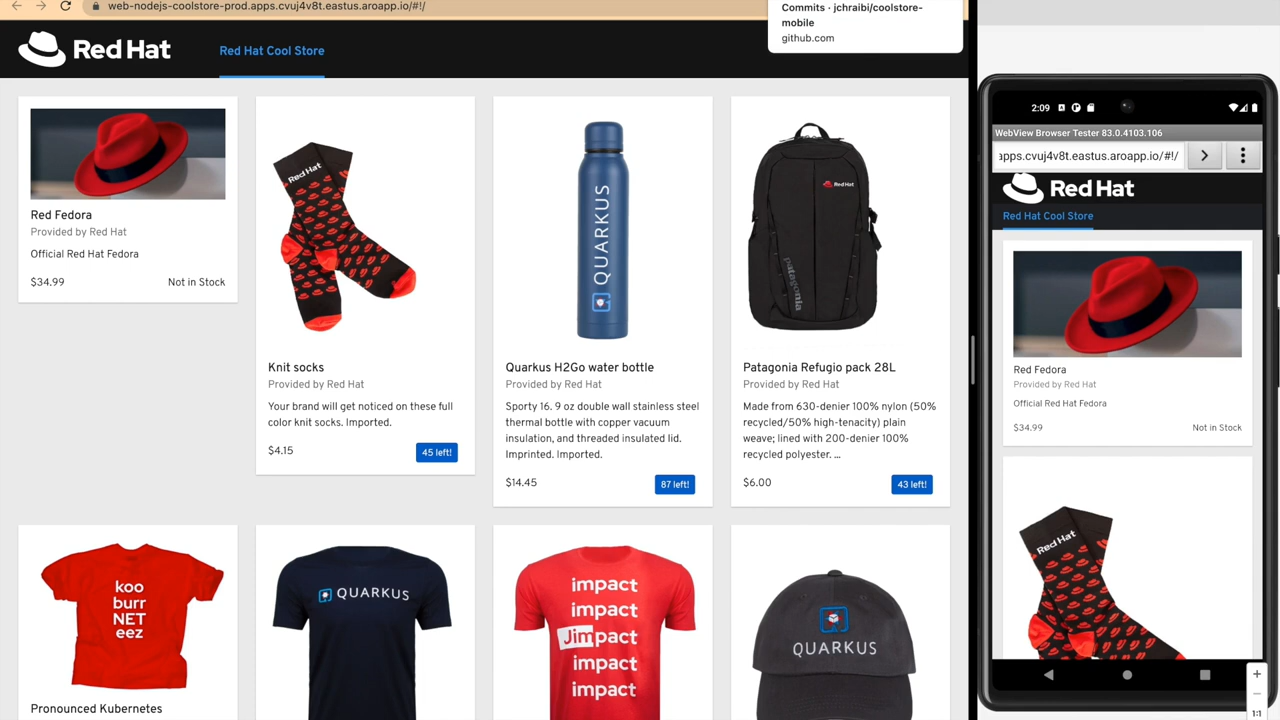 web-nodejs-coolstore-prod.apps.cvuj4v8t.eastus.aroapp.io/#!/
Commits · jchraibi/coolstore-
mobile
github.com
Red Hat
Red Hat Cool Store
Red Fedora
Provided by Red Hat
Official Red Hat Fedora
$34.99
Not in Stock
Red Hat
Knit socks
Provided by Red Hat
Your brand will get noticed on these full
color knit socks. Imported.
$4.15
45 left!
QUARKUS
Quarkus H2Go water bottle
Provided by Red Hat
Sporty 16. 9 oz double wall stainless steel
thermal bottle with copper vacuum
insulation, and threaded insulated lid.
Imprinted. Imported.
$14.45
87 left!
Red Hat
patagonia
Patagonia Refugio pack 28L
Provided by Red Hat
Made from 630-denier 100% nylon (50%
recycled/50% high-tenacity) plain
weave; lined with 200-denier 100%
recycled polyester. ...
$6.00
43 left!
koo
burr
NET
eez
Pronounced Kubernetes
QUARKUS
impact
impact
Jimpact
impact
impact
QUARKUS
2:09
WebView Browser Tester 83.0.4103.106
apps.cvuj4v8t.eastus.aroapp.io/#!/
Red Hat
Red Hat Cool Store
Red Fedora
Provided by Red Hat
Official Red Hat Fedora
$34.99
Not in Stock
Red Hat
1:1